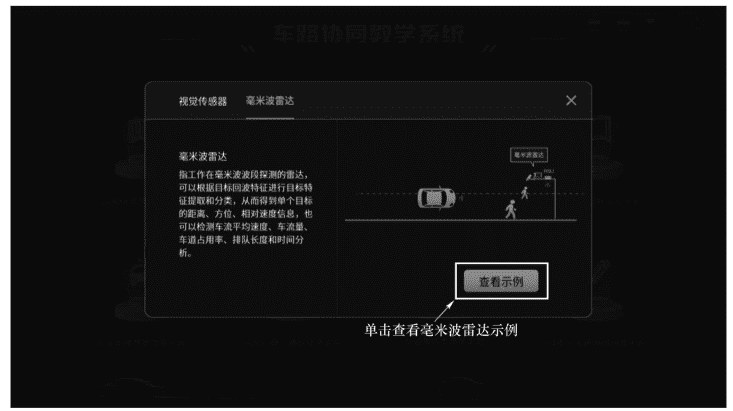 车路协同教学系统
视觉传感器 毫米波雷达
毫米波雷达
指工作在毫米波波段探测的雷达，
可以根据目标回波特征进行目标特
征提取和分类，从而得到单个目标
的距离、方位、相对速度信息，也
可以检测车流平均速度、车流量、
车道占用率、排队长度和时间分
析。
毫米波雷达
查看示例
单击查看毫米波雷达示例